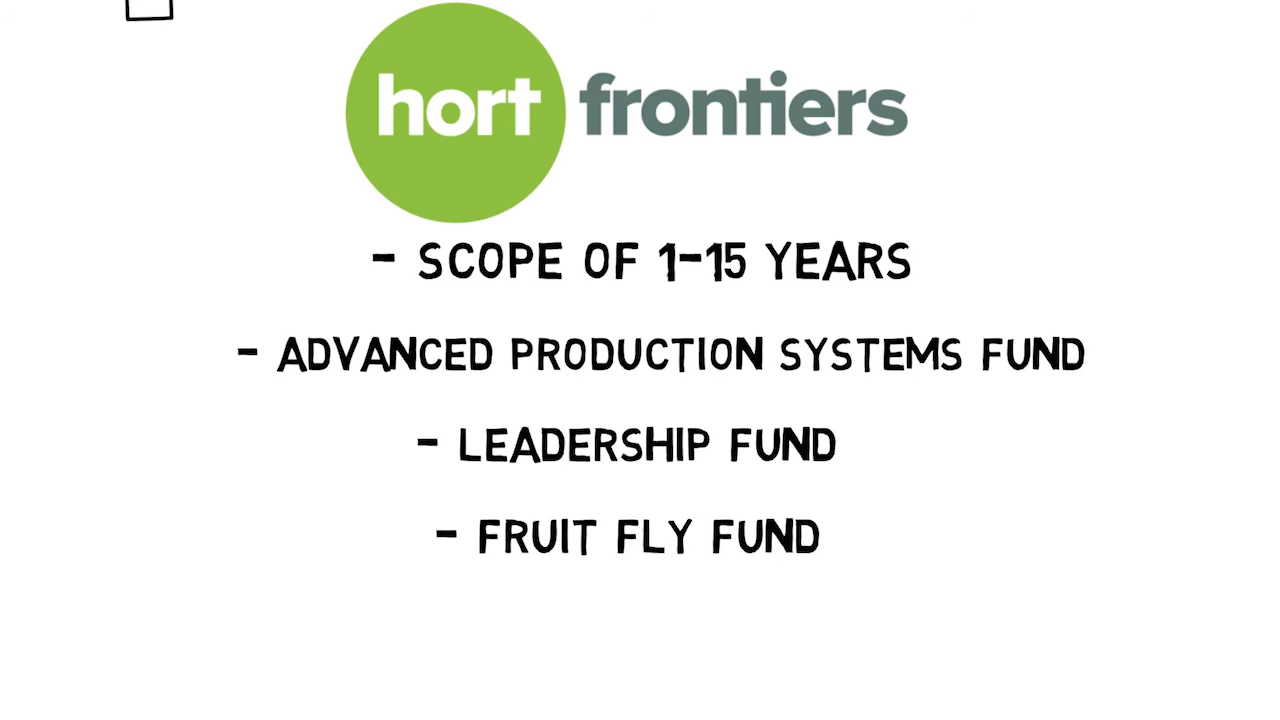 hort frontiers
- SCOPE OF 1-15 YEARS
- ADVANCED PRODUCTION SYSTEMS FUND
- LEADERSHIP FUND
- FRUIT FLY FUND